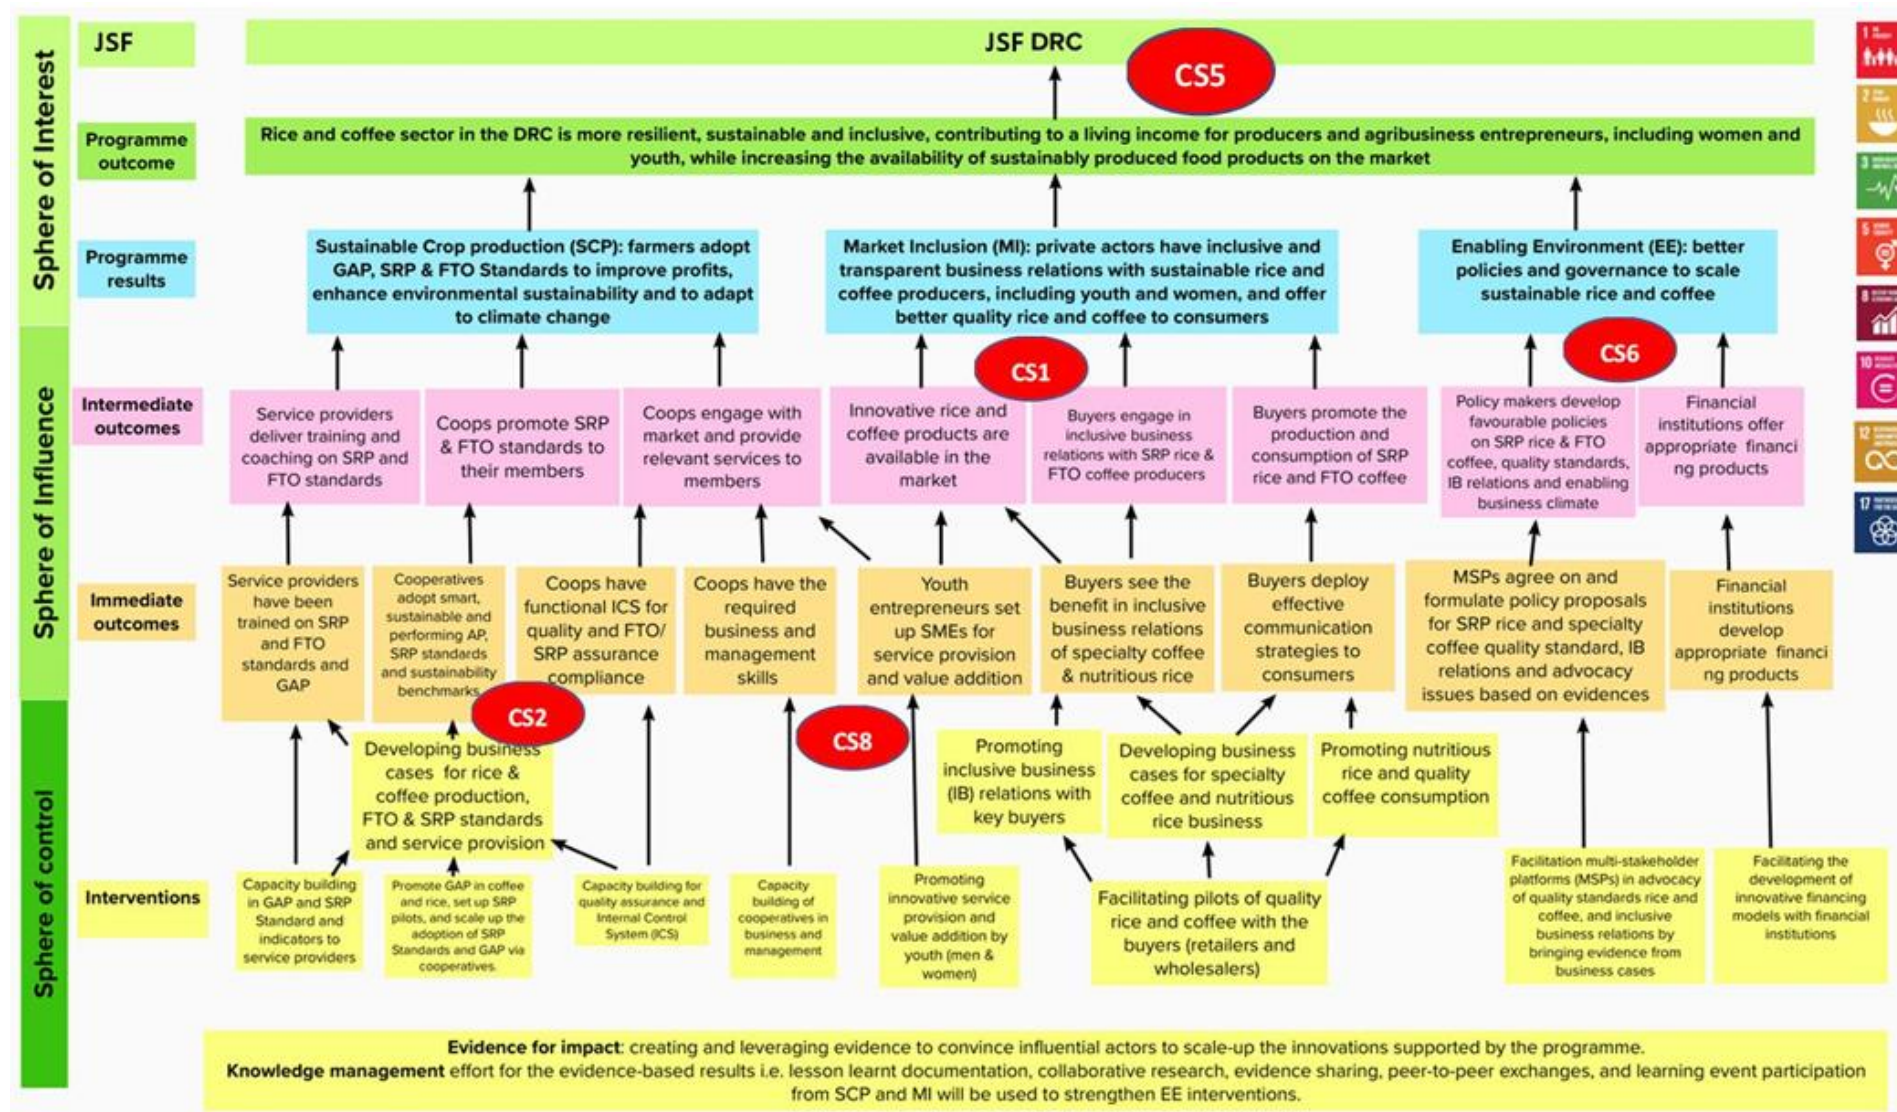 JSF
JSF DRC
CS5
Sphere of Interest
Programme
outcome
Rice and coffee sector in the DRC is more resilient, sustainable and inclusive, contributing to a living income for producers and agribusiness entrepreneurs, including women and
youth, while increasing the availability of sustainably produced food products on the market
Programme
results
Sustainable Crop production (SCP): farmers adopt
GAP, SRP & FTO Standards to improve profits,
enhance environmental sustainability and to adapt
to climate change
Market Inclusion (MI): private actors have inclusive and
transparent business relations with sustainable rice and
coffee producers, including youth and women, and offer
better quality rice and coffee to consumers
Enabling Environment (EE): better
policies and governance to scale
sustainable rice and coffee
CS1
CS6
Sphere of Influence
Intermediate
outcomes
Service providers
deliver training and
coaching on SRP and
FTO standards
Coops promote SRP
& FTO standards to
their members
Coops engage with
market and provide
relevant services to
members
Innovative rice and
coffee products are
available in the
market
Buyers engage in
inclusive business
relations with SRP rice &
FTO coffee producers
Buyers promote the
production and
consumption of SRP
rice and FTO coffee
Policy makers develop
favourable policies
on SRP rice & FTO
coffee, quality standards,
IB relations and enabling
business climate
Financial
institutions offer
appropriate financi
ng products
Immediate
outcomes
Service providers
have been
trained on SRP
and FTO
standards and
GAP
Cooperatives
adopt smart,
sustainable and
performing AP,
SRP standards
and sustainability
benchmarks
Coops have
functional ICS for
quality and FTO/
SRP assurance
compliance
Coops have the
required
business and
management
skills
Youth
entrepreneurs set
up SMEs for
service provision
and value addition
Buyers see the
benefit in inclusive
business relations
of specialty coffee
& nutritious rice
Buyers deploy
effective
communication
strategies to
consumers
MSPs agree on and
formulate policy proposals
for SRP rice and specialty
coffee quality standard, IB
relations and advocacy
issues based on evidences
Financial
institutions
develop
appropriate financi
ng products
CS2
CS8
Sphere of control
Developing business
cases for rice &
coffee production,
FTO & SRP standards
and service provision
Promoting
inclusive business
(IB) relations with
key buyers
Developing business
cases for specialty
coffee and nutritious
rice business
Promoting nutritious
rice and quality
coffee consumption
Interventions
Capacity building
in GAP and SRP
Standard and
indicators to
service providers
Promote GAP in coffee
and rice, set up SRP
pilots, and scale up the
adoption of SRP
Standards and GAP via
cooperatives.
Capacity building for
quality assurance and
Internal Control
System (ICS)
Capacity
building of
cooperatives in
business and
management
Promoting
innovative service
provision and
value addition by
youth (men &
women)
Facilitating pilots of quality
rice and coffee with the
buyers (retailers and
wholesalers)
Facilitation multi-stakeholder
platforms (MSPs) in advocacy
of quality standards rice and
coffee, and inclusive
business relations by
bringing evidence from
business cases
Facilitating the
development of
innovative financing
models with financial
institutions
Evidence for impact: creating and leveraging evidence to convince influential actors to scale-up the innovations supported by the programme.
Knowledge management effort for the evidence-based results i.e. lesson learnt documentation, collaborative research, evidence sharing, peer-to-peer exchanges, and learning event participation
from SCP and MI will be used to strengthen EE interventions.
1
2
3
5
8
10
12
17